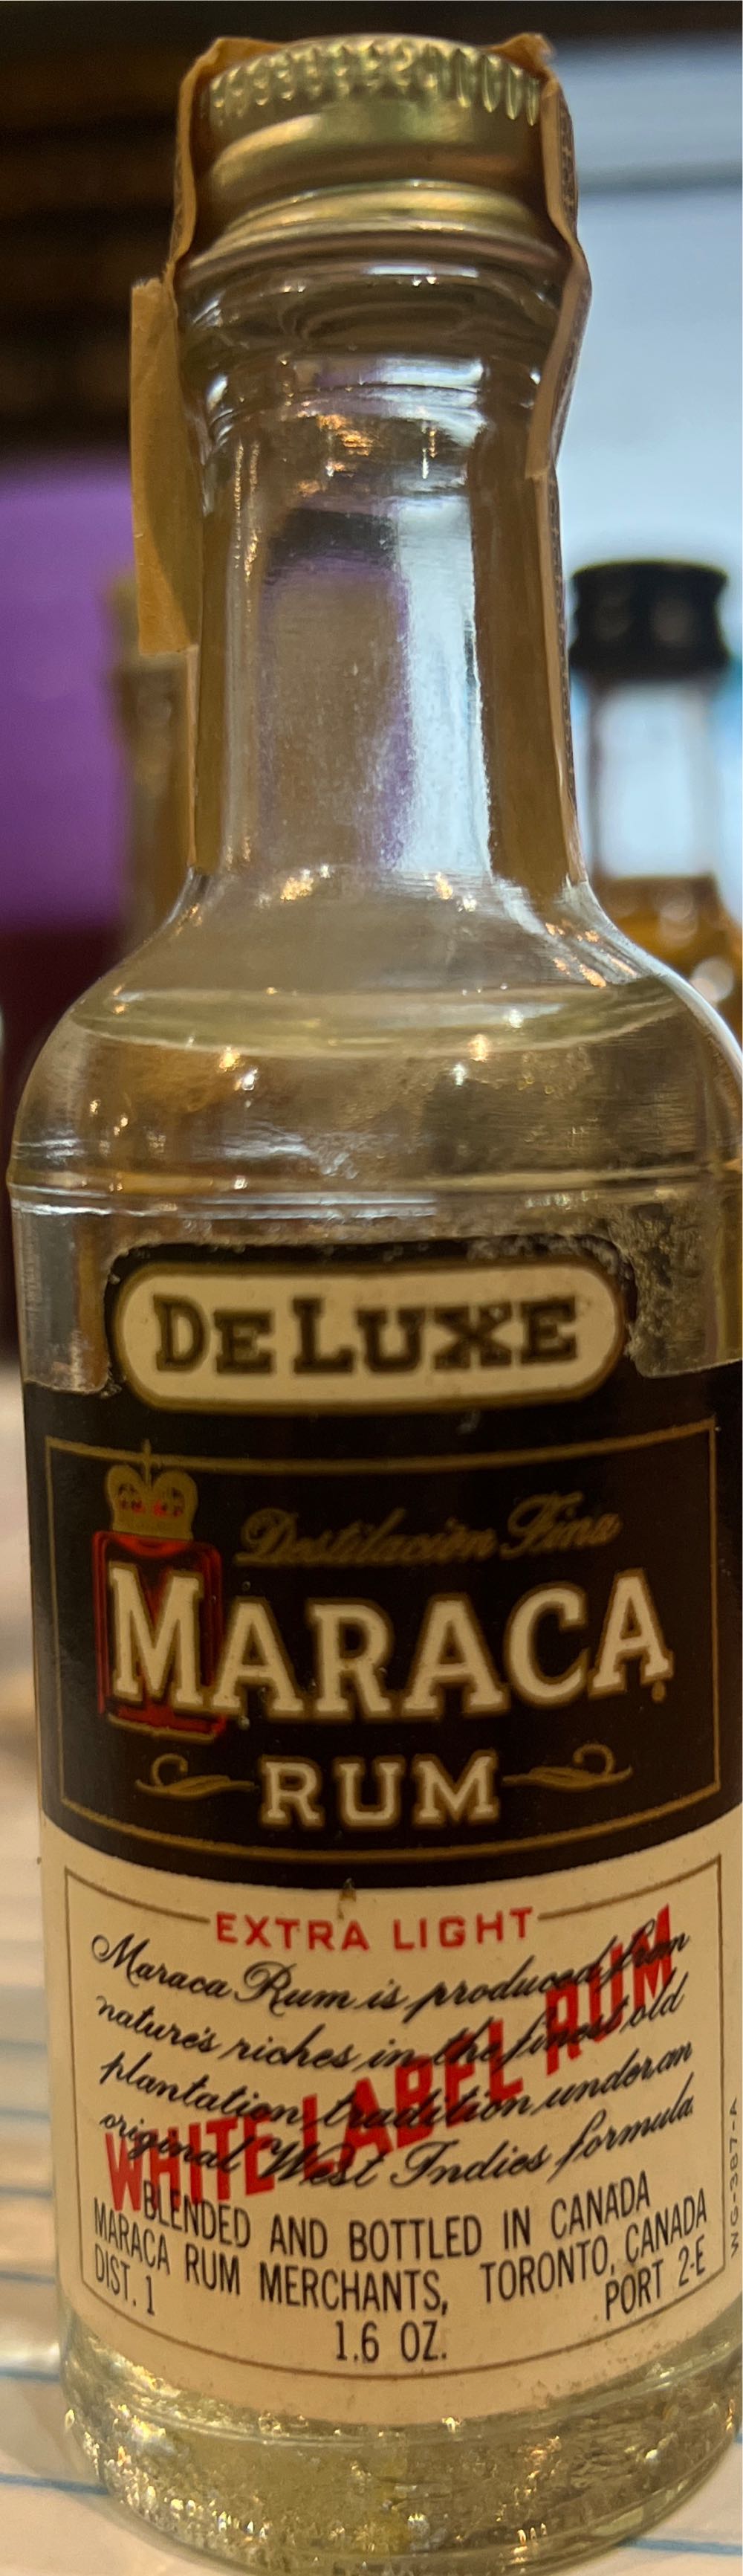 DELUXE
Destilación Fina
MARACA
RUM
EXTRA LIGHT
Maraca Rum is produced from
nature's riches in the finest old
plantation tradition under an
original West Indies formula
WHITE LABEL RUM
BLENDED AND BOTTLED IN CANADA
MARACA RUM MERCHANTS, TORONTO, CANADA
DIST. 1 PORT 2-E
1.6 OZ.
WG-387-A